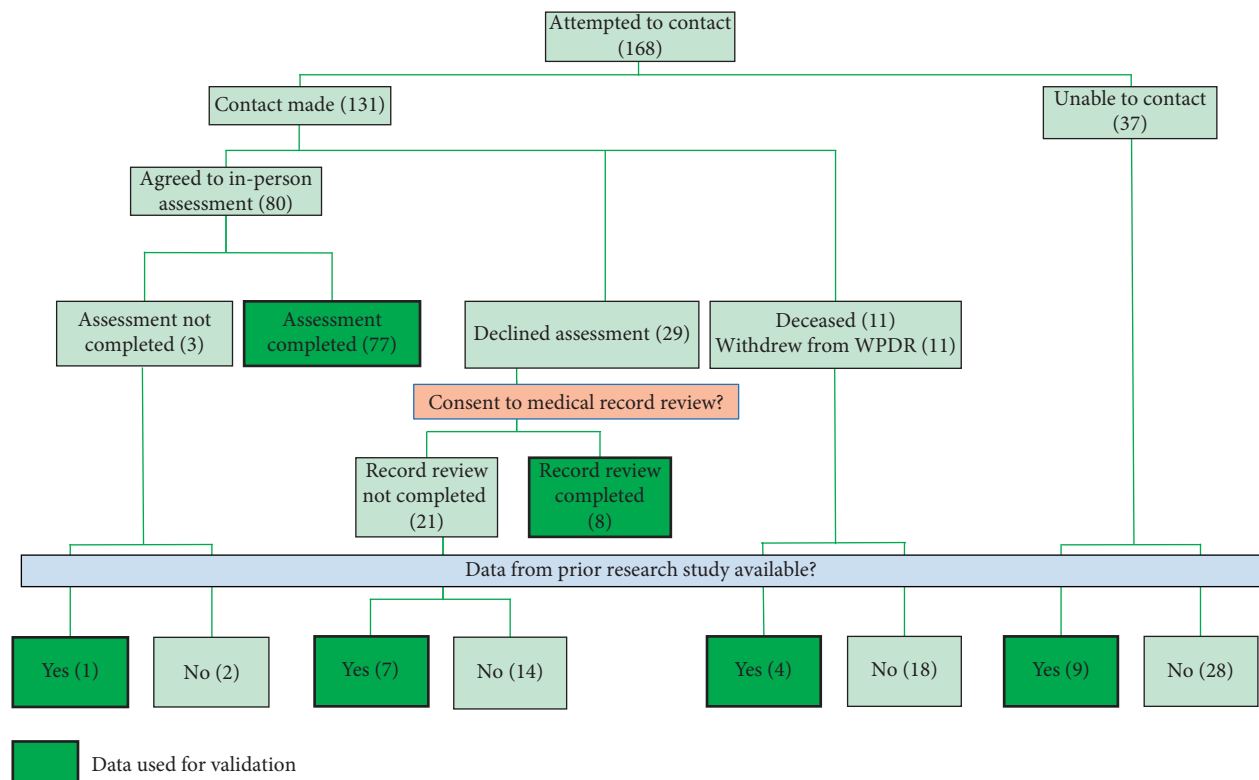 Attempted to contact
(168)
Contact made (131)
Unable to contact
(37)
Agreed to in-person
assessment (80)
Assessment not
completed (3)
Assessment
completed (77)
Declined assessment (29)
Deceased (11)
Withdrew from WPDR (11)
Consent to medical record review?
Record review
not completed
(21)
Record review
completed
(8)
Data from prior research study available?
Yes (1)
No (2)
Yes (7)
No (14)
Yes (4)
No (18)
Yes (9)
No (28)
Data used for validation